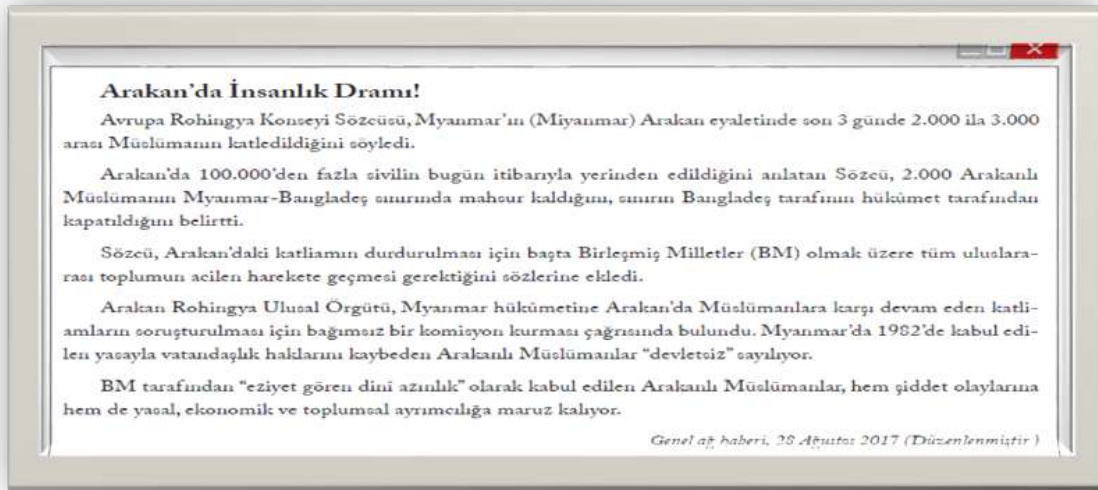 Arakan’da İnsanlık Dramı!
Avrupa Rohingya Konseyi Sözcüsü, Myanmar’ın (Miyanmar) Arakan eyaletinde son 3 günde 2.000 ila 3.000
arası Müslümanın katledildiğini söyledi.
Arakan’da 100.000’den fazla sivilin bugün itibarıyla yerinden edildiğini anlatan Sözcü, 2.000 Arakanlı
Müslümanın Myanmar-Bangladeş sınırında mahsur kaldığını, sınırın Bangladeş tarafının hükûmet tarafından
kapatıldığını belirtti.
Sözcü, Arakan’daki katliamın durdurulması için başta Birleşmiş Milletler (BM) olmak üzere tüm uluslara-
rası toplumun acilen harekete geçmesi gerektiğini sözlerine ekledi.
Arakan Rohingya Ulusal Örgütü, Myanmar hükûmetine Arakan’da Müslümanlara karşı devam eden katli-
amların soruşturulması için bağımsız bir komisyon kurması çağrısında bulundu. Myanmar’da 1982’de kabul edi-
len yasayla vatandaşlık haklarını kaybeden Arakanlı Müslümanlar “devletsiz” sayılıyor.
BM tarafından “eziyet gören dinî azınlık” olarak kabul edilen Arakanlı Müslümanlar, hem şiddet olaylarına
hem de yasal, ekonomik ve toplumsal ayrımcılığa maruz kalıyor.
Genel ağ haberi, 28 Ağustos 2017 (Düzenlenmiştir )